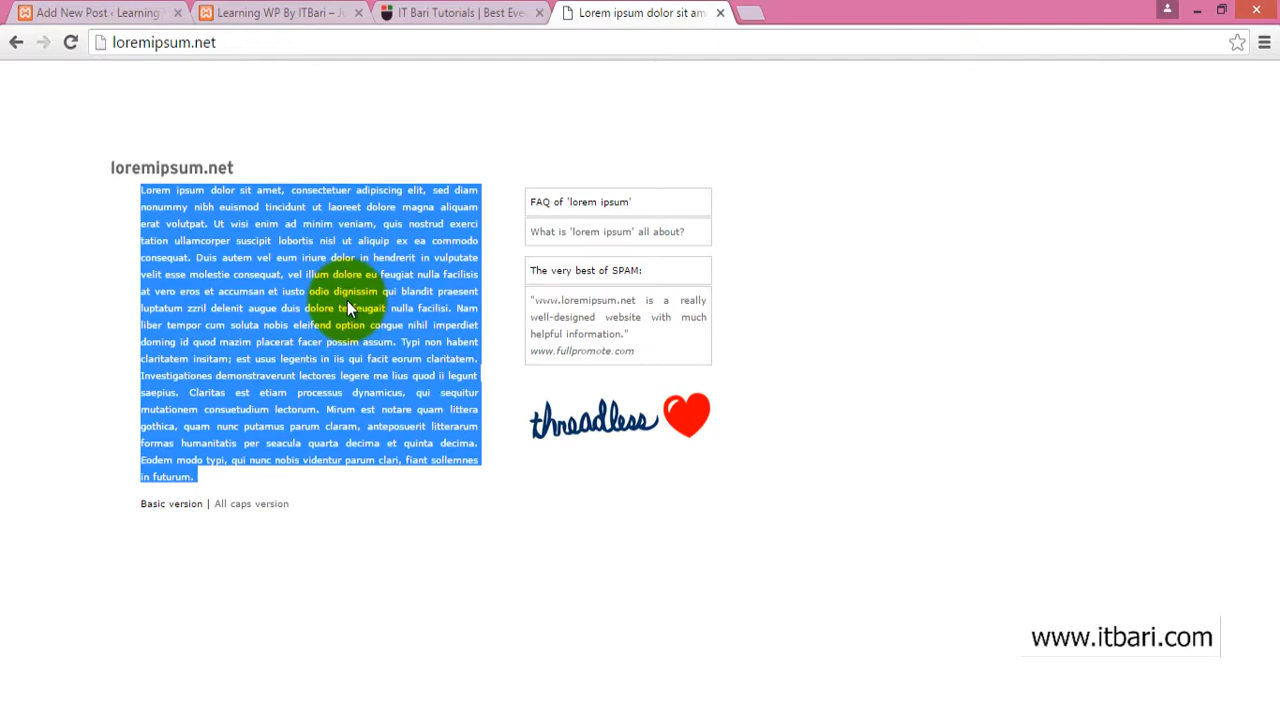 Add New Post ‹ Learning
Learning WP By ITBari – Ju
IT Bari Tutorials | Best Eve
Lorem ipsum dolor sit am
loremipsum.net
loremipsum.net
Lorem ipsum dolor sit amet, consectetuer adipiscing elit, sed diam
nonummy nibh euismod tincidunt ut laoreet dolore magna aliquam
erat volutpat. Ut wisi enim ad minim veniam, quis nostrud exerci
tation ullamcorper suscipit lobortis nisl ut aliquip ex ea commodo
consequat. Duis autem vel eum iriure dolor in hendrerit in vulputate
velit esse molestie consequat, vel illum dolore eu feugiat nulla facilisis
at vero eros et accumsan et iusto odio dignissim qui blandit praesent
luptatum zzril delenit augue duis dolore te feugait nulla facilisi. Nam
liber tempor cum soluta nobis eleifend option congue nihil imperdiet
doming id quod mazim placerat facer possim assum. Typi non habent
claritatem insitam; est usus legentis in iis qui facit eorum claritatem.
Investigationes demonstraverunt lectores legere me lius quod ii legunt
saepius. Claritas est etiam processus dynamicus, qui sequitur
mutationem consuetudium lectorum. Mirum est notare quam littera
gothica, quam nunc putamus parum claram, anteposuerit litterarum
formas humanitatis per seacula quarta decima et quinta decima.
Eodem modo typi, qui nunc nobis videntur parum clari, fiant sollemnes
in futurum.
Basic version | All caps version
FAQ of 'lorem ipsum'
What is 'lorem ipsum' all about?
The very best of SPAM:
"www.loremipsum.net is a really
well-designed website with much
helpful information."
www.fullpromote.com
threadless
www.itbari.com